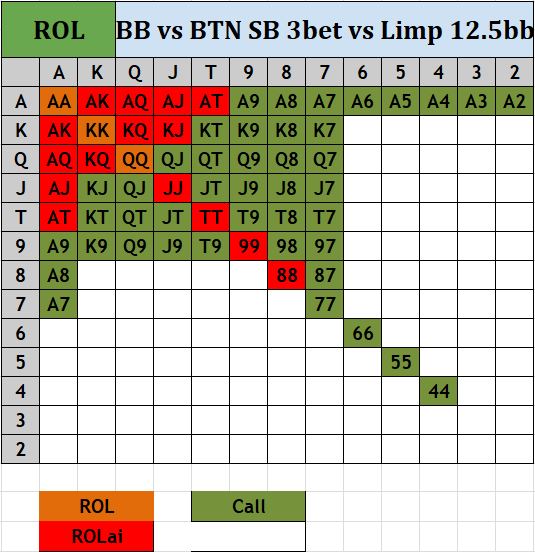 ROL BB vs BTN SB 3bet vs Limp 12.5bb
A K Q J T 9 8 7 6 5 4 3 2
A AA AK AQ AJ AT A9 A8 A7 A6 A5 A4 A3 A2
K AK KK KQ KJ KT K9 K8 K7
Q AQ KQ QQ QJ QT Q9 Q8 Q7
J AJ KJ QJ JJ JT J9 J8 J7
T AT KT QT JT TT T9 T8 T7
9 A9 K9 Q9 J9 T9 99 98 97
8 A8 88 87
7 A7 77
6 66
5 55
4 44
3
2
ROL Call
ROLai